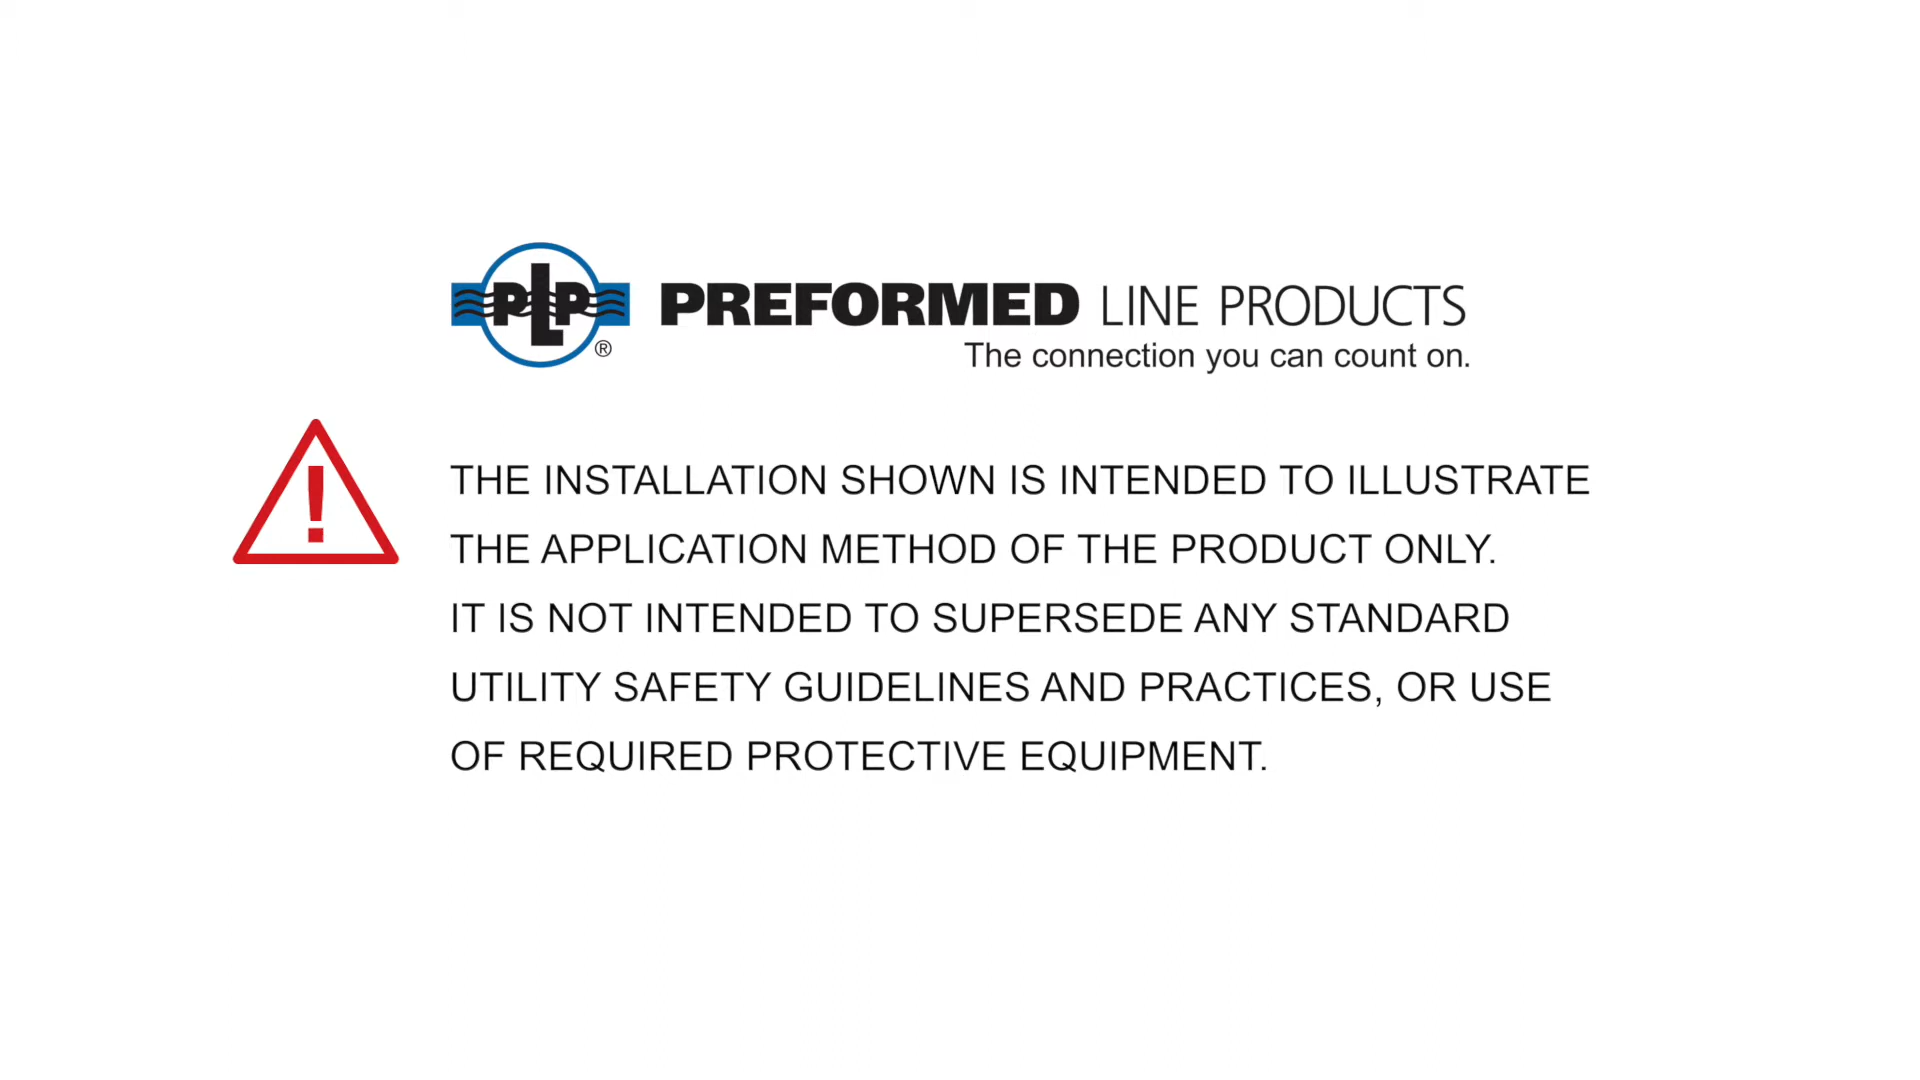 PLP®
PREFORMED LINE PRODUCTS
The connection you can count on.
!
THE INSTALLATION SHOWN IS INTENDED TO ILLUSTRATE
THE APPLICATION METHOD OF THE PRODUCT ONLY.
IT IS NOT INTENDED TO SUPERSEDE ANY STANDARD
UTILITY SAFETY GUIDELINES AND PRACTICES, OR USE
OF REQUIRED PROTECTIVE EQUIPMENT.